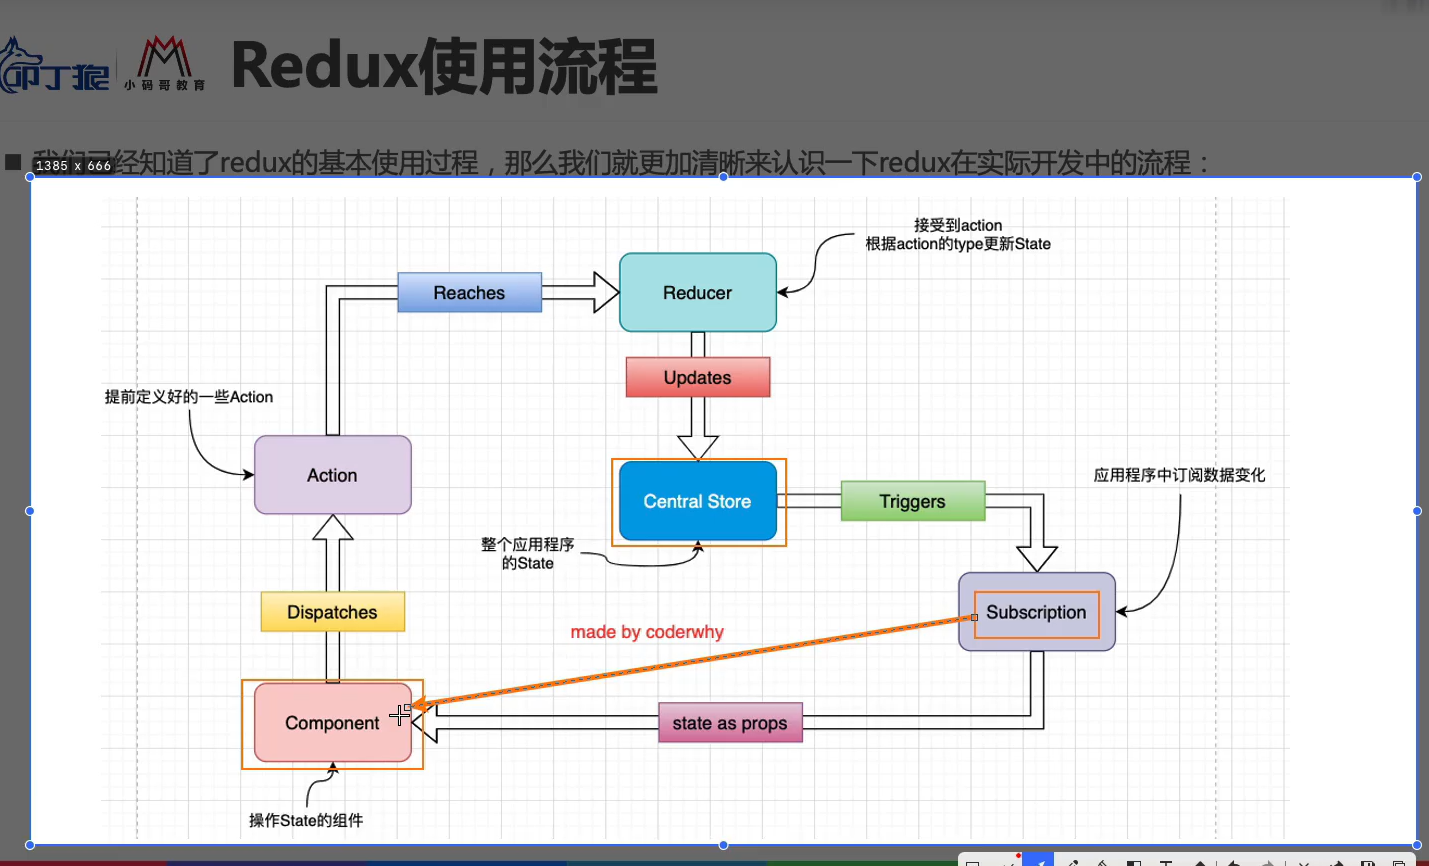 叩丁狼
小码哥教育
Redux使用流程
1385 x 666
我们已经知道了redux的基本使用过程，那么我们就更加清晰来认识一下redux在实际开发中的流程：
接受到action
根据action的type更新State
Reaches
Reducer
Updates
提前定义好的一些Action
Action
Central Store
Triggers
应用程序中订阅数据变化
整个应用程序
的State
Dispatches
Subscription
made by coderwhy
Component
state as props
操作State的组件